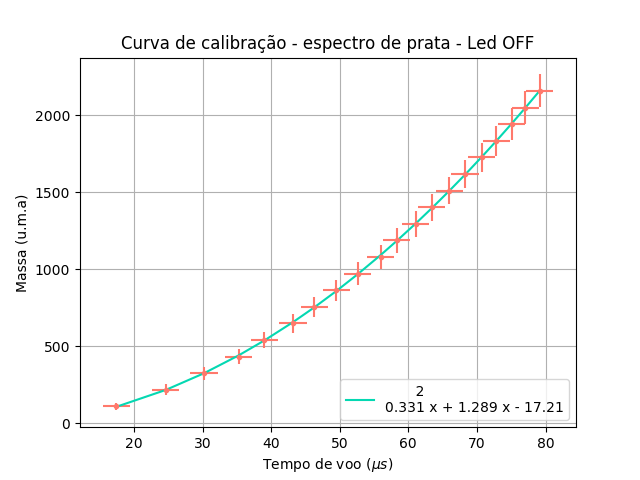 Curva de calibração - espectro de prata - Led OFF
Massa (u.m.a)
2000
1500
1000
500
0
2
0.331 x + 1.289 x - 17.21
20 30 40 50 60 70 80
Tempo de voo (μs)